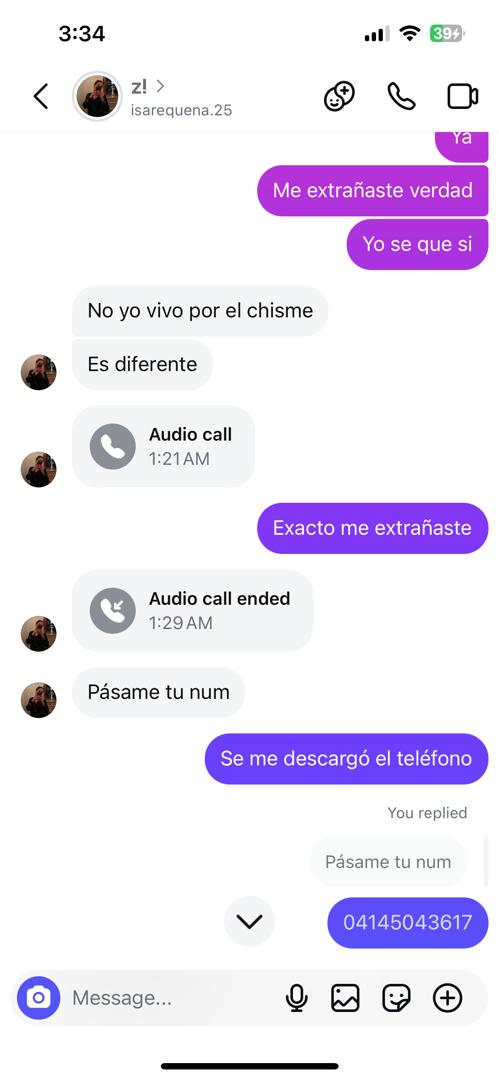 3:34
39
z!
isarequena.25
Ya
Me extrañaste verdad
Yo se que si
No yo vivo por el chisme
Es diferente
Audio call
1:21 AM
Exacto me extrañaste
Audio call ended
1:29 AM
Pásame tu num
Se me descargó el teléfono
You replied
Pásame tu num
04145043617
Message...